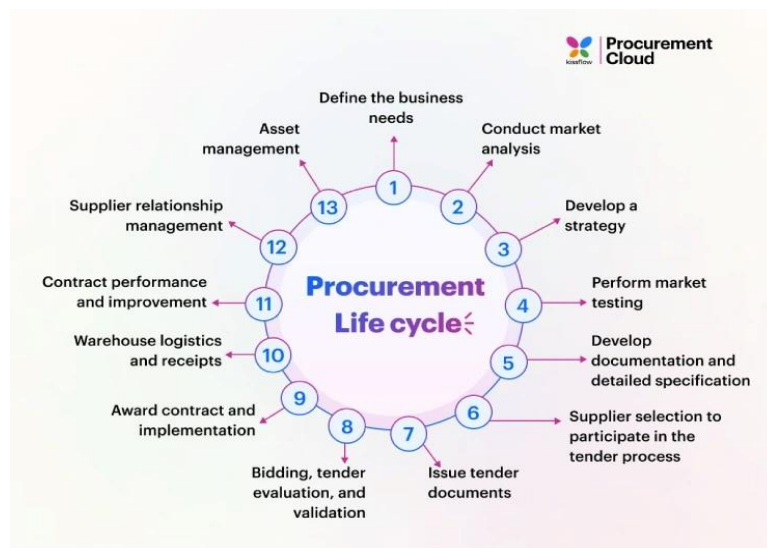 kissflow
Procurement
Cloud
Procurement
Life cycle
1
Define the business
needs
2
Conduct market
analysis
3
Develop a
strategy
4
Perform market
testing
5
Develop
documentation and
detailed specification
6
Supplier selection to
participate in the
tender process
7
Issue tender
documents
8
Bidding, tender
evaluation, and
validation
9
Award contract and
implementation
10
Warehouse logistics
and receipts
11
Contract performance
and improvement
12
Supplier relationship
management
13
Asset
management